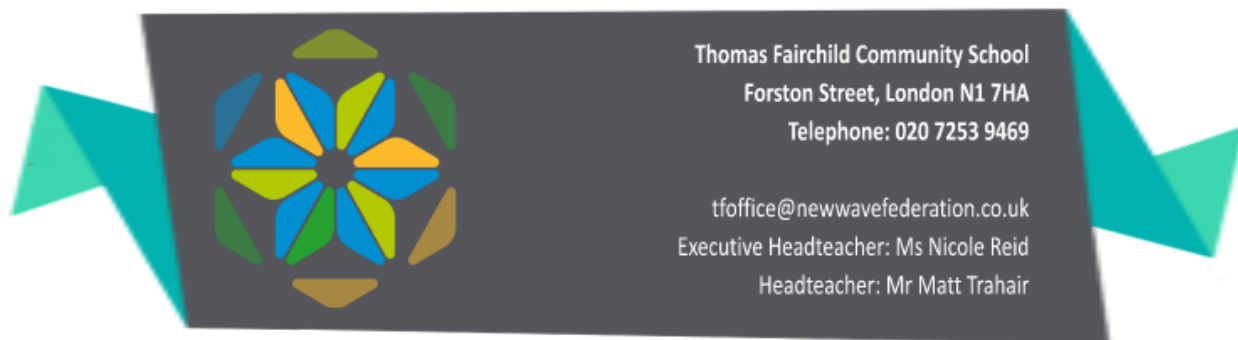 Thomas Fairchild Community School
Forston Street, London N1 7HA
Telephone: 020 7253 9469
tfoffice@newwavefederation.co.uk
Executive Headteacher: Ms Nicole Reid
Headteacher: Mr Matt Trahair